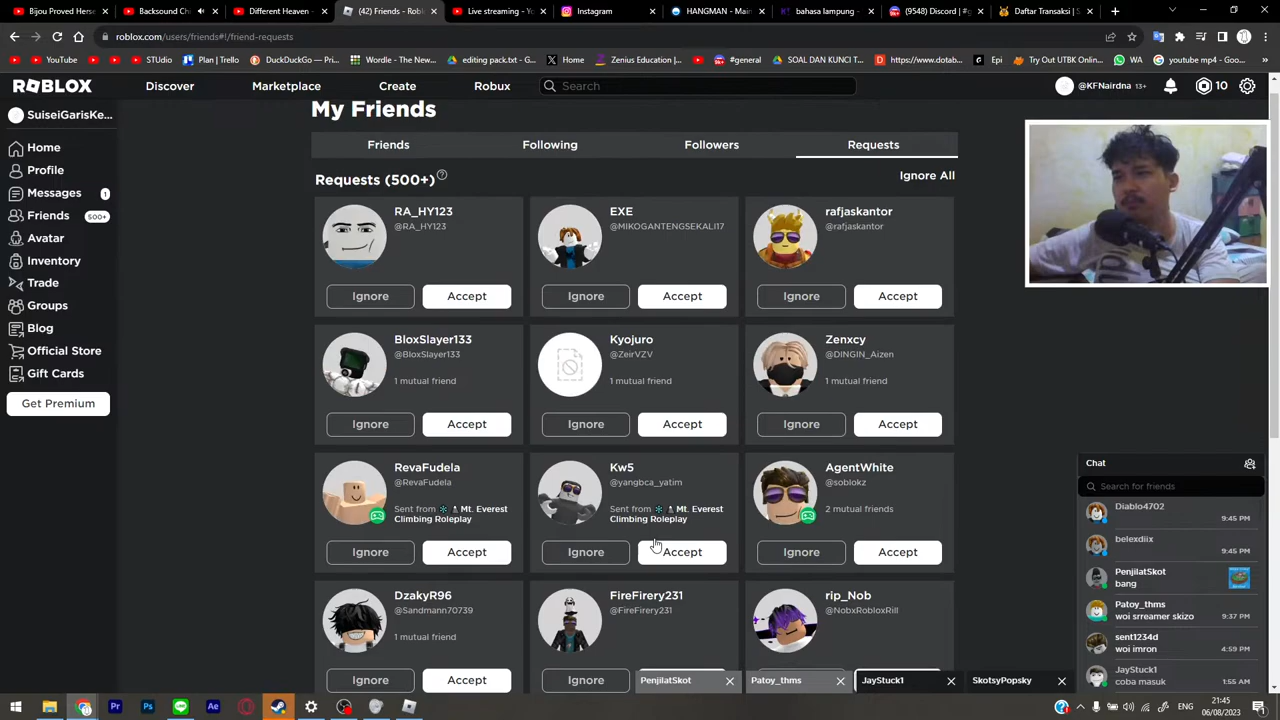 Bijou Proved Hers
Backsound Cha
Different Heaven -
(42) Friends - Robl
Live streaming - Yo
Instagram
HANGMAN - Main
bahasa lampung -
(9548) Discord | #g
Daftar Transaksi | S
roblox.com/users/friends#!/friend-requests
YouTube
STUdio
Plan | Trello
DuckDuckGo — Pri...
Wordle - The New...
editing pack.txt - G...
Home
Zenius Education |...
#general
SOAL DAN KUNCI T...
https://www.dotab...
Try Out UTBK Onlin...
WA
youtube mp4 - Goo...
ROBLOX
Discover
Marketplace
Create
Robux
Search
@KFNairdna 13+
10
SuiseiGarisKe...
Home
Profile
Messages
1
Friends
500+
Avatar
Inventory
Trade
Groups
Blog
Official Store
Gift Cards
Get Premium
My Friends
Friends
Following
Followers
Requests
Requests (500+)
Ignore All
RA_HY123
@RA_HY123
Ignore
Accept
EXE
@MIKOGANTENGSEKALI17
Ignore
Accept
rafjaskantor
@rafjaskantor
Ignore
Accept
BloxSlayer133
@BloxSlayer133
1 mutual friend
Ignore
Accept
Kyojuro
@ZeirVZV
1 mutual friend
Ignore
Accept
Zenxcy
@DINGIN_Aizen
1 mutual friend
Ignore
Accept
RevaFudela
@RevaFudela
Sent from Mt. Everest
Climbing Roleplay
Ignore
Accept
Kw5
@yangbca_yatim
Sent from Mt. Everest
Climbing Roleplay
Ignore
Accept
AgentWhite
@soblokz
2 mutual friends
Ignore
Accept
DzakyR96
@Sandmann70739
1 mutual friend
Ignore
Accept
FireFirery231
@FireFirery231
Ignore
rip_Nob
@NobxRobloxRill
Ignore
Chat
Search for friends
Diablo4702
9:45 PM
belexdiix
9:45 PM
PenjilatSkot
bang
Patoy_thms
woi srreamer skizo
9:37 PM
sent1234d
woi imron
4:59 PM
JayStuck1
coba masuk
1:55 AM
PenjilatSkot
Patoy_thms
JayStuck1
SkotsyPopsky
ENG
21:45
06/08/2023